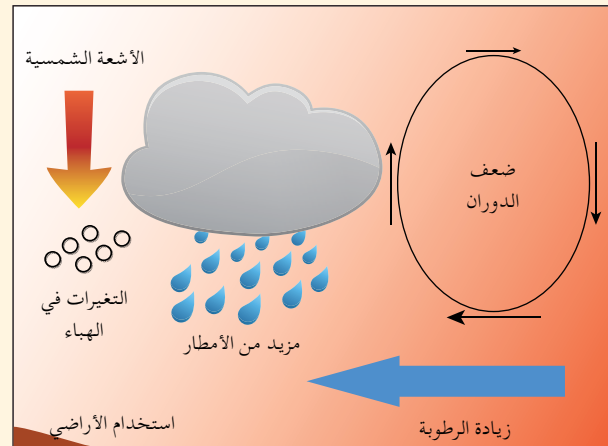 الأشعة الشمسية
ضعف
الدوران
التغيرات في
الهباء
مزيد من الأمطار
استخدام الأراضي
زيادة الرطوبة